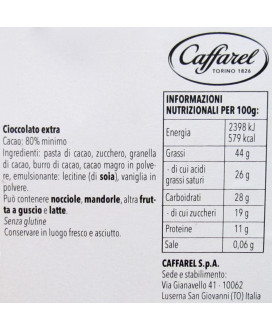 Caffarel
TORINO 1826
Cioccolato extra
Cacao: 80% minimo
Ingredienti: pasta di cacao, zucchero, granella
di cacao, burro di cacao, cacao magro in polve-
re, emulsionante: lecitine (di soia), vaniglia in
polvere.
Può contenere nocciole, mandorle, altra frut-
ta a guscio e latte.
Senza glutine
Conservare in luogo fresco e asciutto.
INFORMAZIONI
NUTRIZIONALI PER 100g:
Energia 2398 kJ
579 kcal
Grassi 44 g
- di cui acidi
grassi saturi 26 g
Carboidrati 28 g
- di cui zuccheri 19 g
Proteine 11 g
Sale 0,06 g
CAFFAREL S.p.A.
Sede e stabilimento:
Via Gianavello 41 - 10062
Luserna San Giovanni (TO) Italia